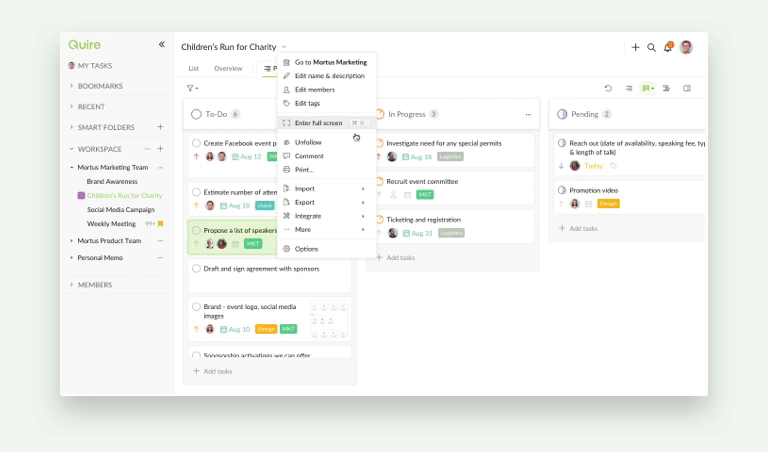 Quire
«
MY TASKS
BOOKMARKS
RECENT
SMART FOLDERS
WORKSPACE
Mortus Marketing Team
Brand Awareness
Children's Run for Charity
Social Media Campaign
Weekly Meeting 99+
Mortus Product Team
Personal Memo
MEMBERS
Children's Run for Charity
List Overview
Go to Mortus Marketing
Edit name & description
Edit members
Edit tags
Enter full screen
Unfollow
Comment
Print...
Import
Export
Integrate
More
Options
To-Do 6
Create Facebook event
Aug 12
Estimate number of
Aug 18 check
Propose a list of speakers
MKT
Draft and sign agreement with sponsors
Brand - event logo, social media
images
Aug 10 Design MKT
Sponsorship activations we can offer
+ Add tasks
In Progress 3
Investigate need for any special permits
Aug 18 Logistics
Recruit event committee
MKT
Ticketing and registration
Aug 31 Logistics
Add tasks
Pending 2
Reach out (date of availability, speaking fee,
& length of talk)
Today
Promotion video
Design
+ Add tasks